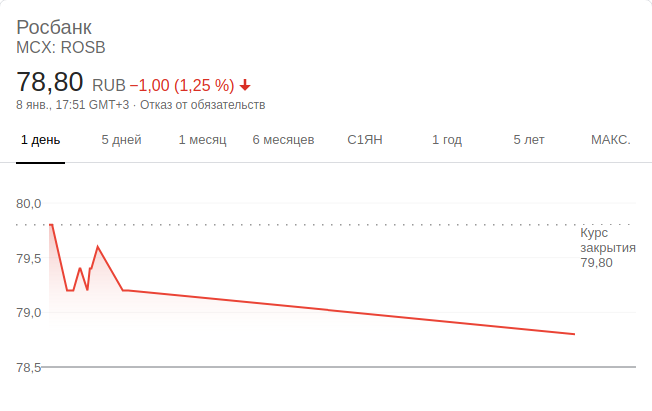 Росбанк
MCX: ROSB
78,80 RUB −1,00 (1,25 %)
8 янв., 17:51 GMT+3 · Отказ от обязательств
1 день 5 дней 1 месяц 6 месяцев С1ЯН 1 год 5 лет МАКС.
80,0
Курс
закрытия
79,80
79,5
79,0
78,5